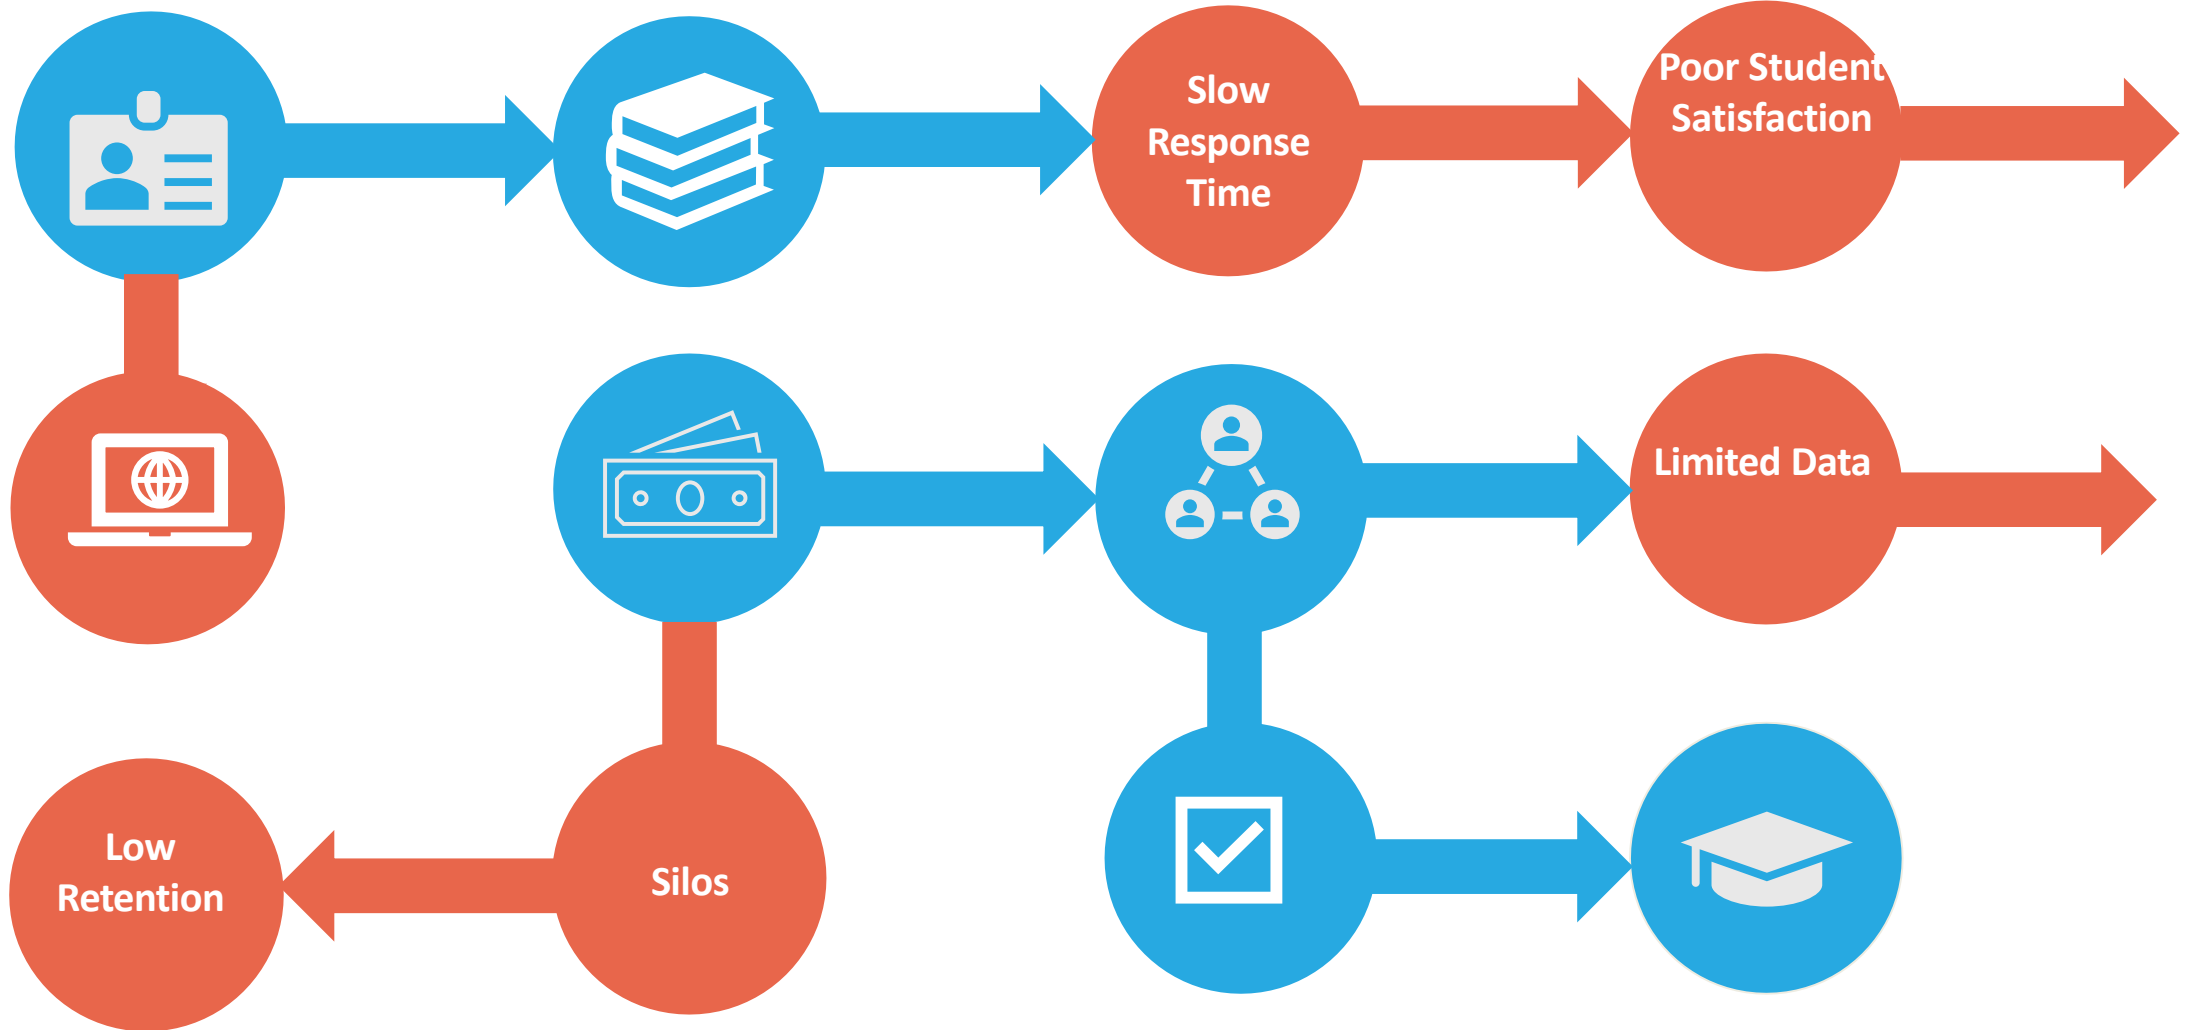 Slow
Response
Time
Poor Student
Satisfaction
Limited Data
Low
Retention
Silos